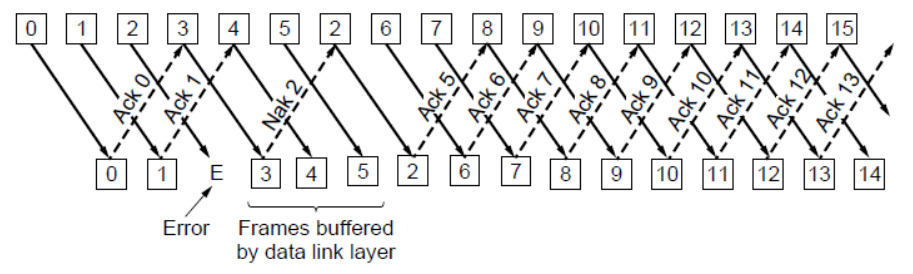 0 1 2 3 4 5 2 6 7 8 9 10 11 12 13 14 15
Ack 0 Ack 1 Nak 2 Ack 5 Ack 6 Ack 7 Ack 8 Ack 9 Ack 10 Ack 11 Ack 12 Ack 13
0 1 E 3 4 5 2 6 7 8 9 10 11 12 13 14
Error
Frames buffered
by data link layer